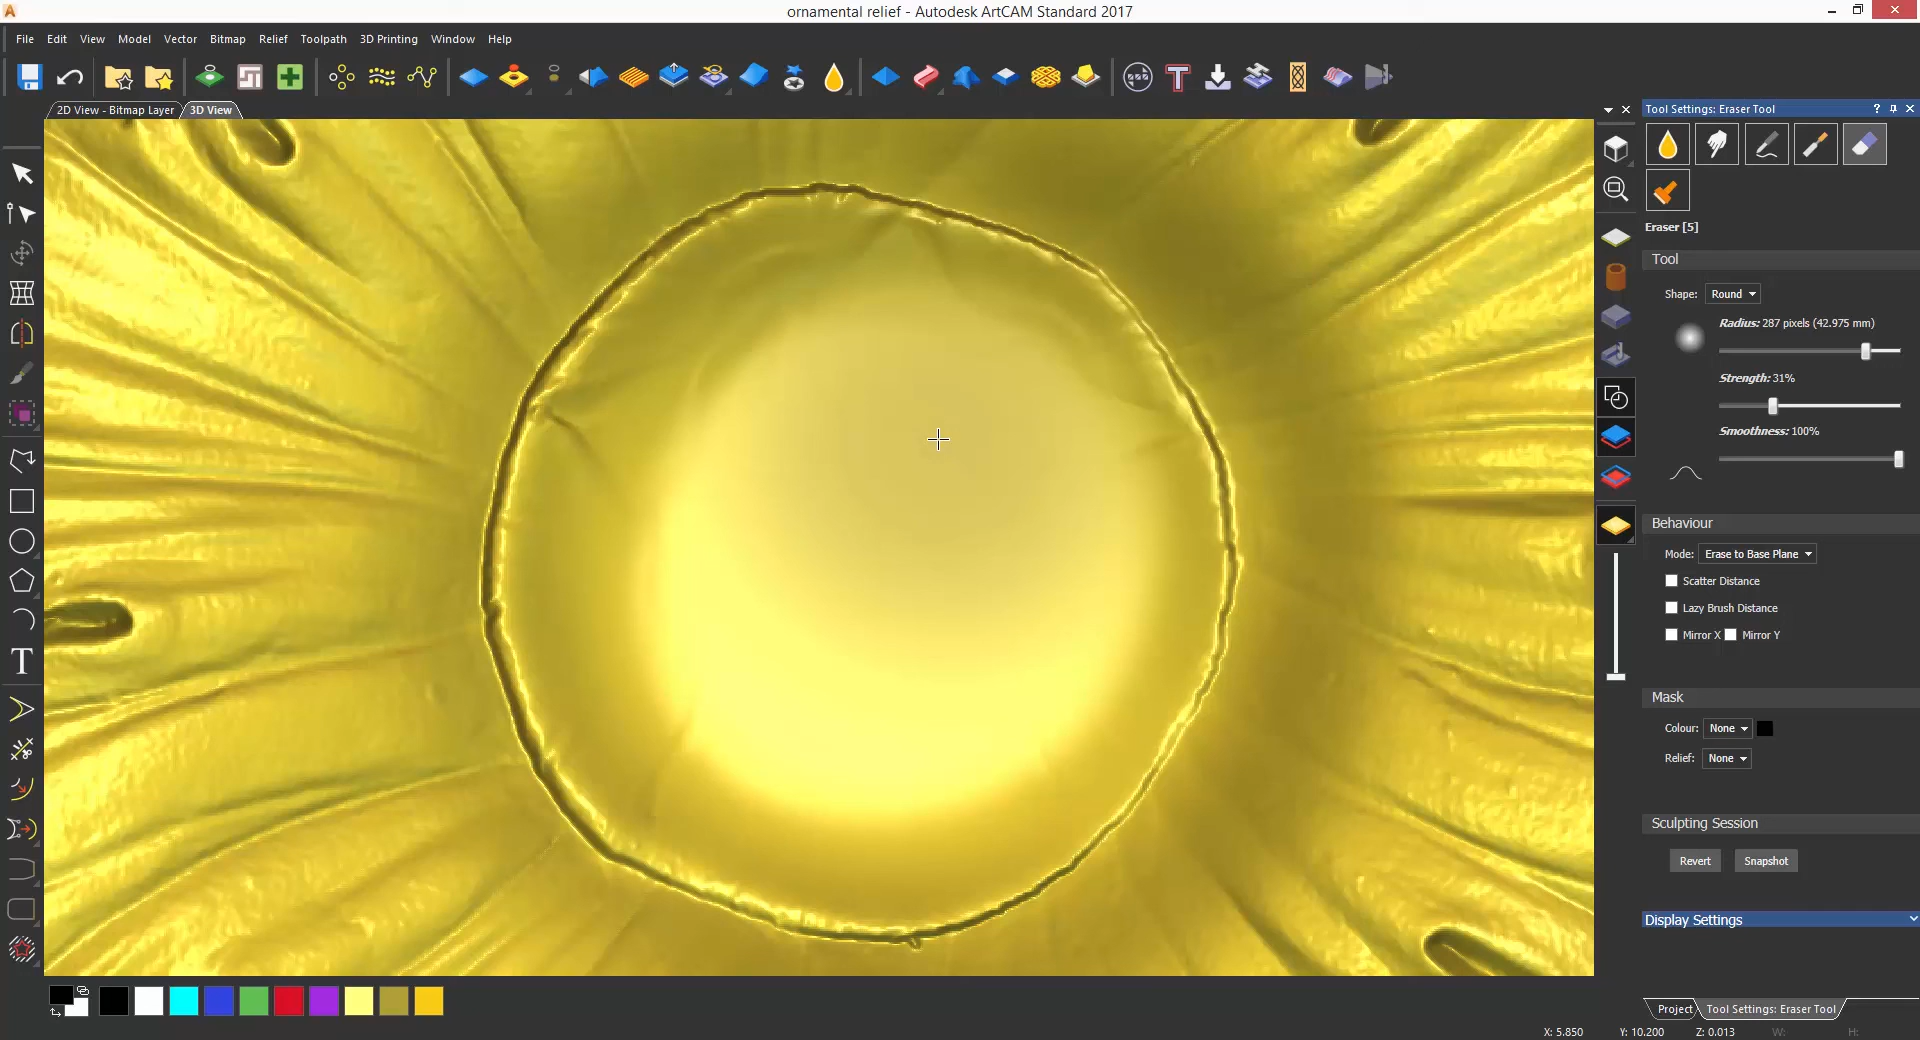 ornamental relief - Autodesk ArtCAM Standard 2017
File Edit View Model Vector Bitmap Relief Toolpath 3D Printing Window Help
2D View - Bitmap Layer 3D View
Tool Settings: Eraser Tool
Eraser [5]
Tool
Shape: Round
Radius: 287 pixels (42.975 mm)
Strength: 31%
Smoothness: 100%
Behaviour
Mode: Erase to Base Plane
Scatter Distance
Lazy Brush Distance
Mirror X Mirror Y
Mask
Colour: None
Relief: None
Sculpting Session
Revert Snapshot
Display Settings
Project Tool Settings: Eraser Tool
X: 5.850 Y: 10.200 Z: 0.013 W: H: